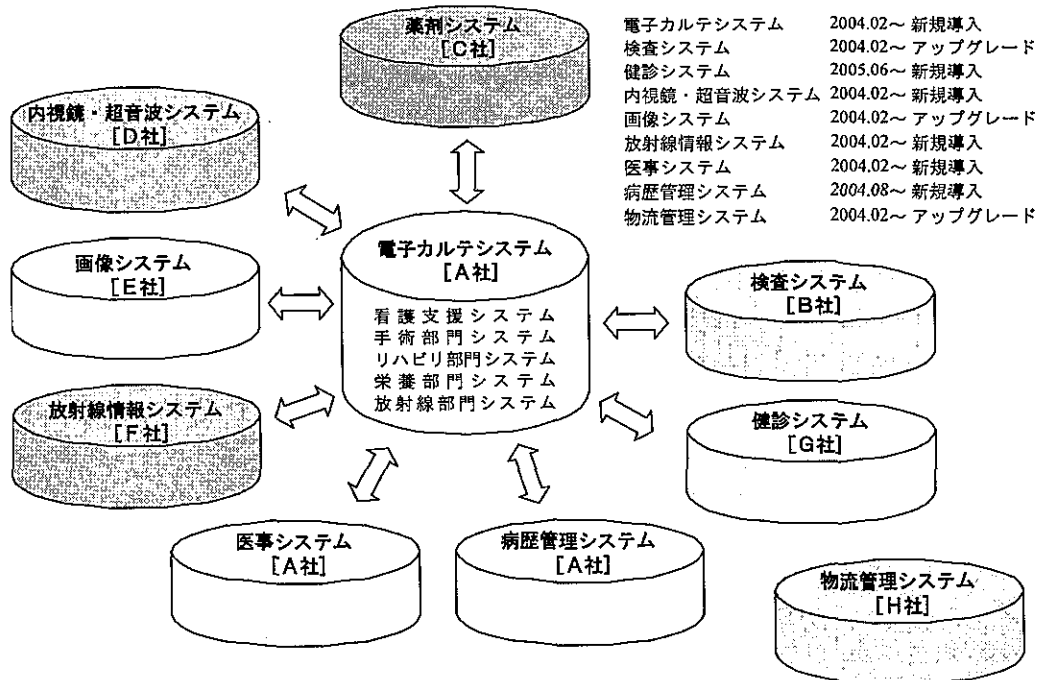 薬剤システム
[C社]
電子カルテシステム 2004.02～ 新規導入
検査システム 2004.02～ アップグレード
健診システム 2005.06～ 新規導入
内視鏡・超音波システム 2004.02～ 新規導入
画像システム 2004.02～ アップグレード
放射線情報システム 2004.02～ 新規導入
医事システム 2004.02～ 新規導入
病歴管理システム 2004.08～ 新規導入
物流管理システム 2004.02～ アップグレード
内視鏡・超音波システム
[D社]
画像システム
[E社]
電子カルテシステム
[A社]
看護支援システム
手術部門システム
リハビリ部門システム
栄養部門システム
放射線部門システム
検査システム
[B社]
放射線情報システム
[F社]
健診システム
[G社]
医事システム
[A社]
病歴管理システム
[A社]
物流管理システム
[H社]